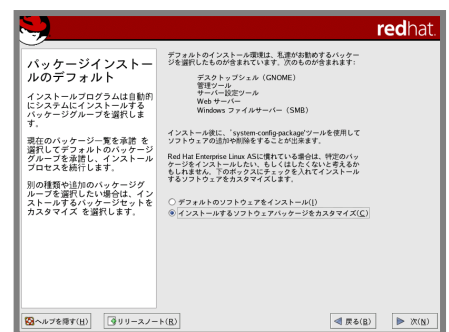 redhat.
パッケージインストー
ルのデフォルト
インストールプログラムは自動的
にシステムにインストールする
パッケージグループを選択しま
す。
現在のパッケージ一覧を承諾 を
選択してデフォルトのパッケージ
グループを承諾し、インストール
プロセスを続行します。
別の種類や追加のパッケージグ
ループを選択したい場合は、イン
ストールするパッケージセットを
カスタマイズ を選択します。
デフォルトのインストール環境は、私達がお勧めするパッケー
ジを選択したものが含まれています。次のものが含まれます:
デスクトップシェル（GNOME）
管理ツール
サーバー設定ツール
Web サーバー
Windows ファイルサーバー（SMB）
インストール後に、`system-config-package'ツールを使用して
ソフトウェアの追加や削除をすることが出来ます。
Red Hat Enterprise Linux ASに慣れている場合は、特定のパッ
ケージをインストールしたい、もしくはしたくないと考えるか
もしれません。下のボックスにチェックを入れてインストール
するソフトウェアをカスタマイズします。
デフォルトのソフトウェアをインストール(I)
インストールするソフトウェアパッケージをカスタマイズ(C)
ヘルプを隠す(H)
リリースノート(R)
戻る(B)
次(N)